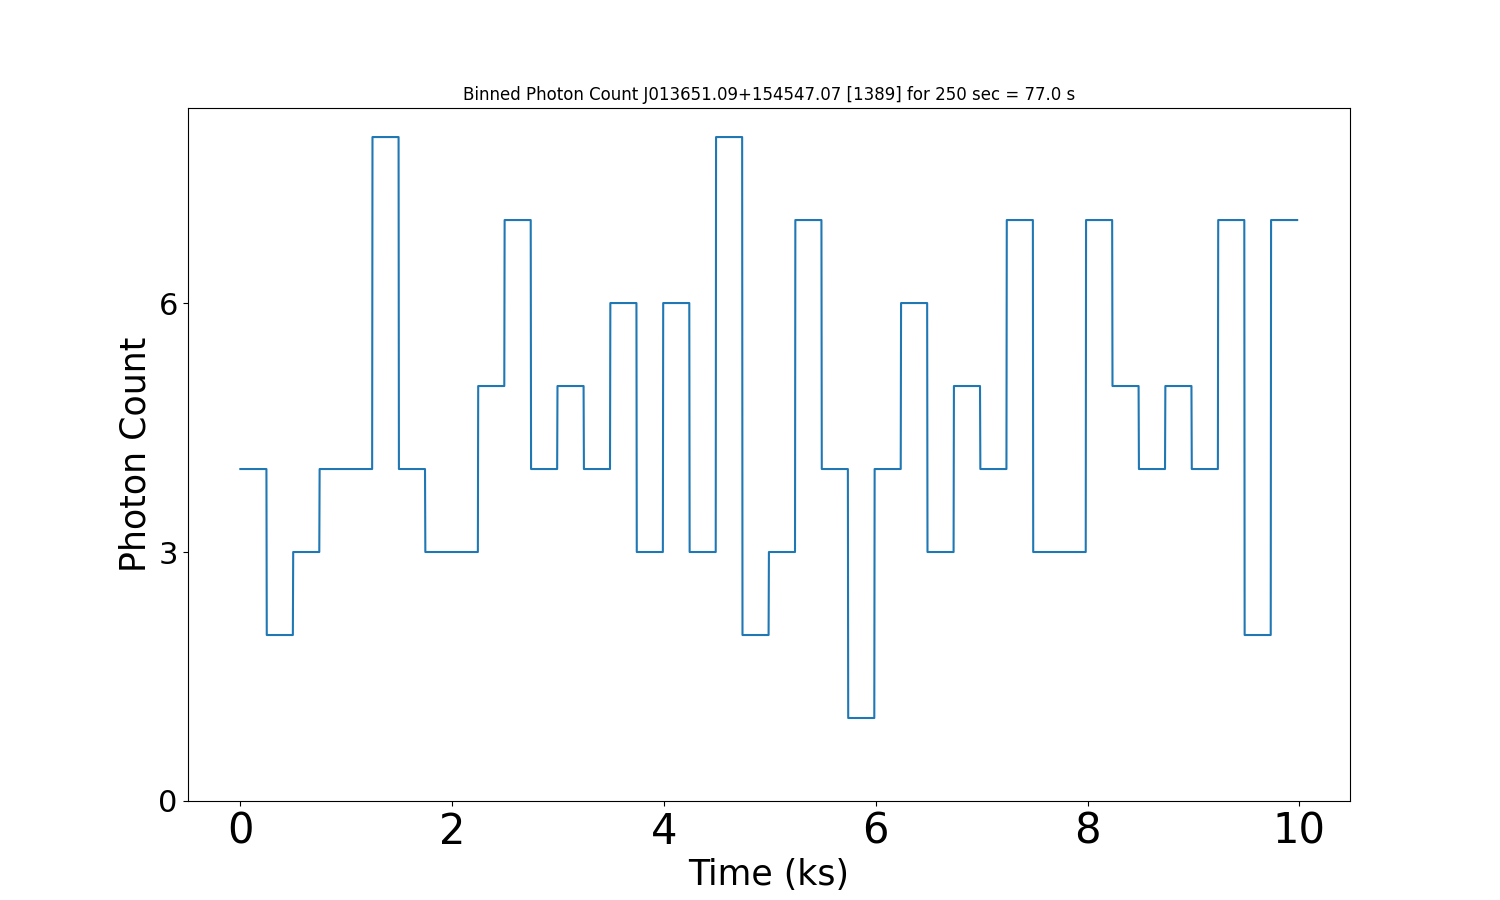 Binned Photon Count J013651.09+154547.07 [1389] for 250 sec = 77.0 s
Photon Count
6
3
0
0 2 4 6 8 10
Time (ks)